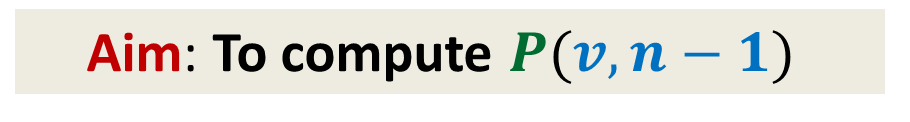 Aim: To compute P(v, n − 1)